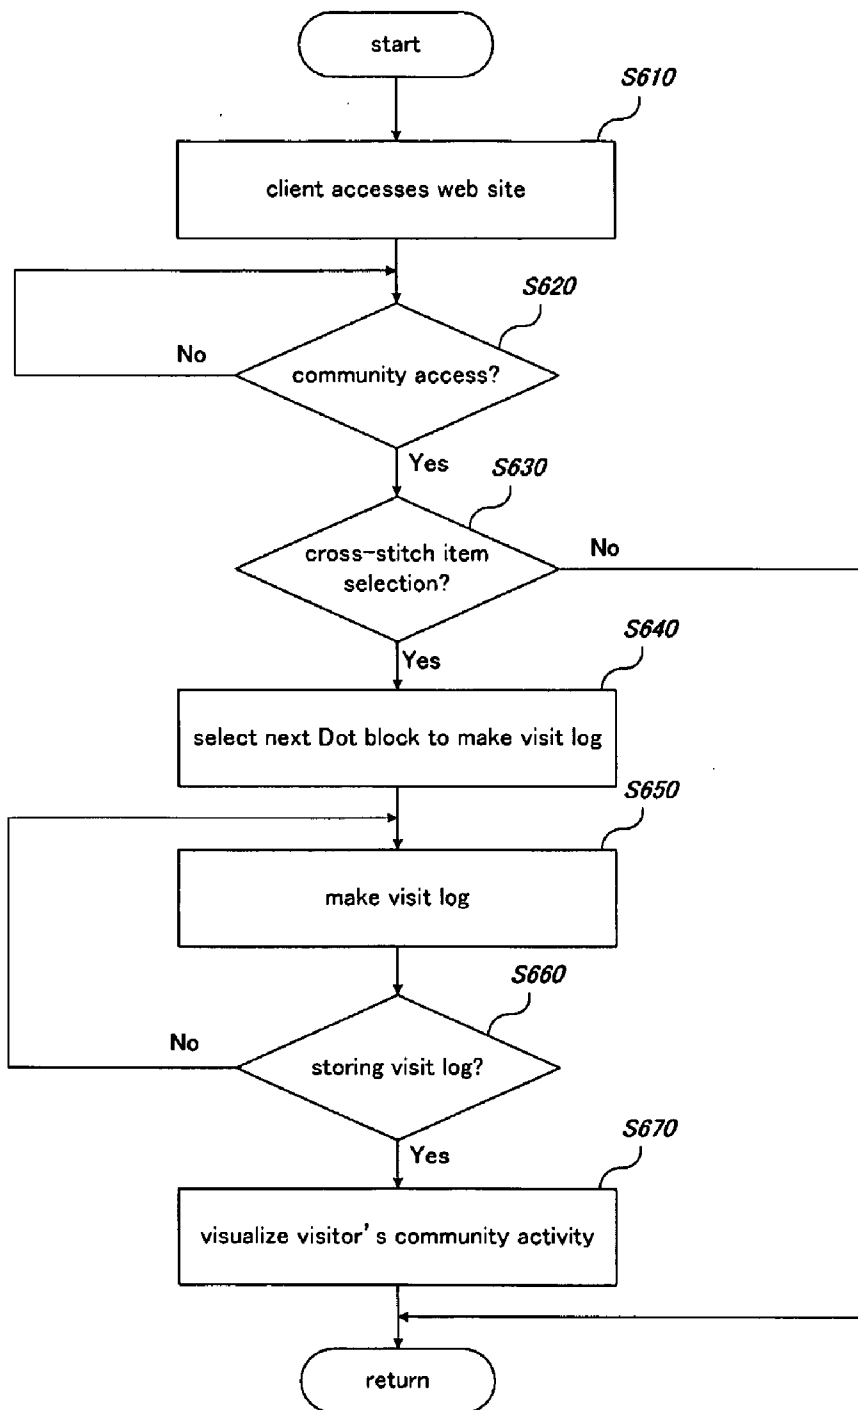 start
S610
client accesses web site
S620
No
community access?
Yes
S630
cross-stitch item
selection?
No
Yes
S640
select next Dot block to make visit log
S650
make visit log
S660
No
storing visit log?
Yes
S670
visualize visitor's community activity
return